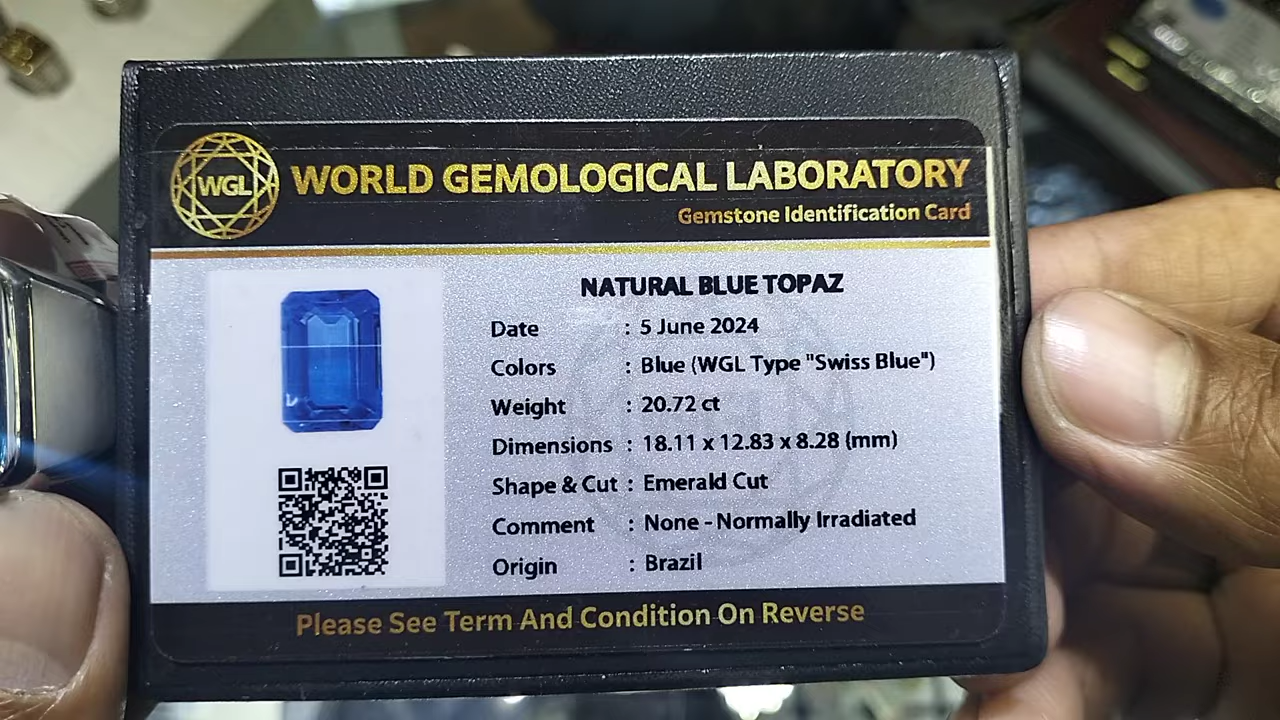 WGL
WORLD GEMOLOGICAL LABORATORY
Gemstone Identification Card
NATURAL BLUE TOPAZ
Date : 5 June 2024
Colors : Blue (WGL Type "Swiss Blue")
Weight : 20.72 ct
Dimensions : 18.11 x 12.83 x 8.28 (mm)
Shape & Cut : Emerald Cut
Comment : None - Normally Irradiated
Origin : Brazil
Please See Term And Condition On Reverse